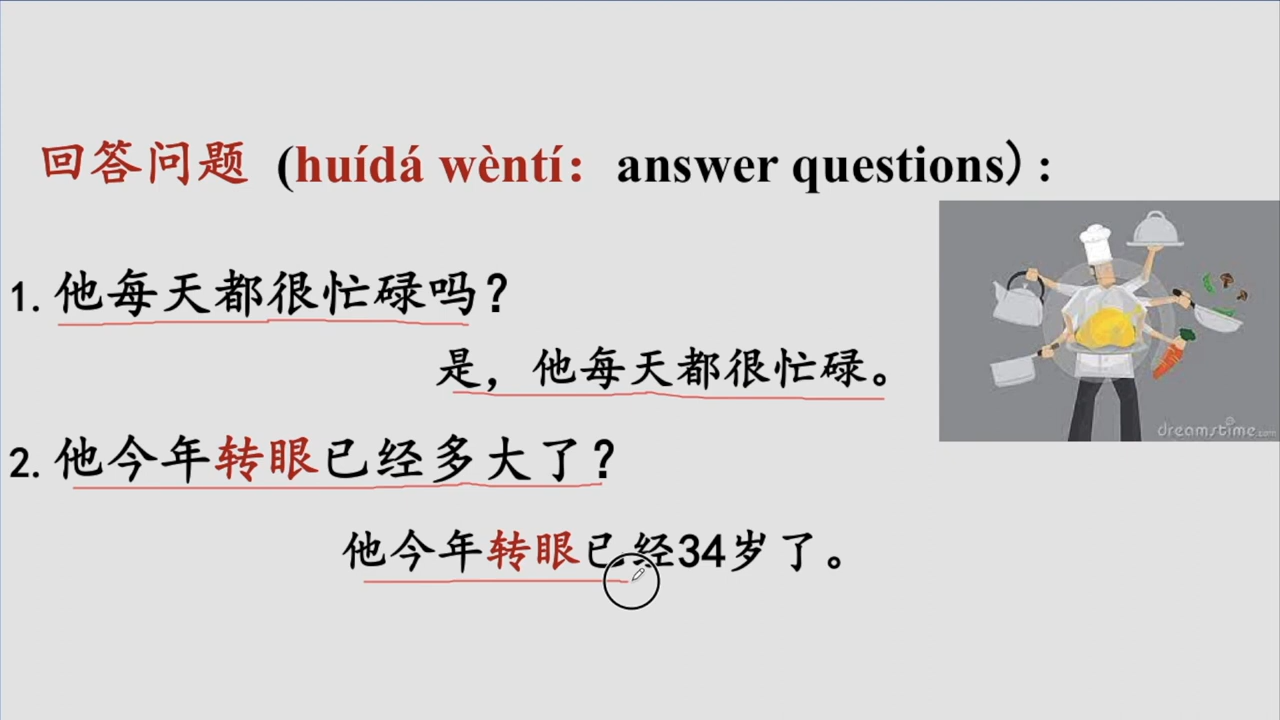 回答问题 (huídá wèntí：answer questions)：
1. 他每天都很忙碌吗？
是，他每天都很忙碌。
2. 他今年转眼已经多大了？
他今年转眼已经34岁了。
dreamstime.com